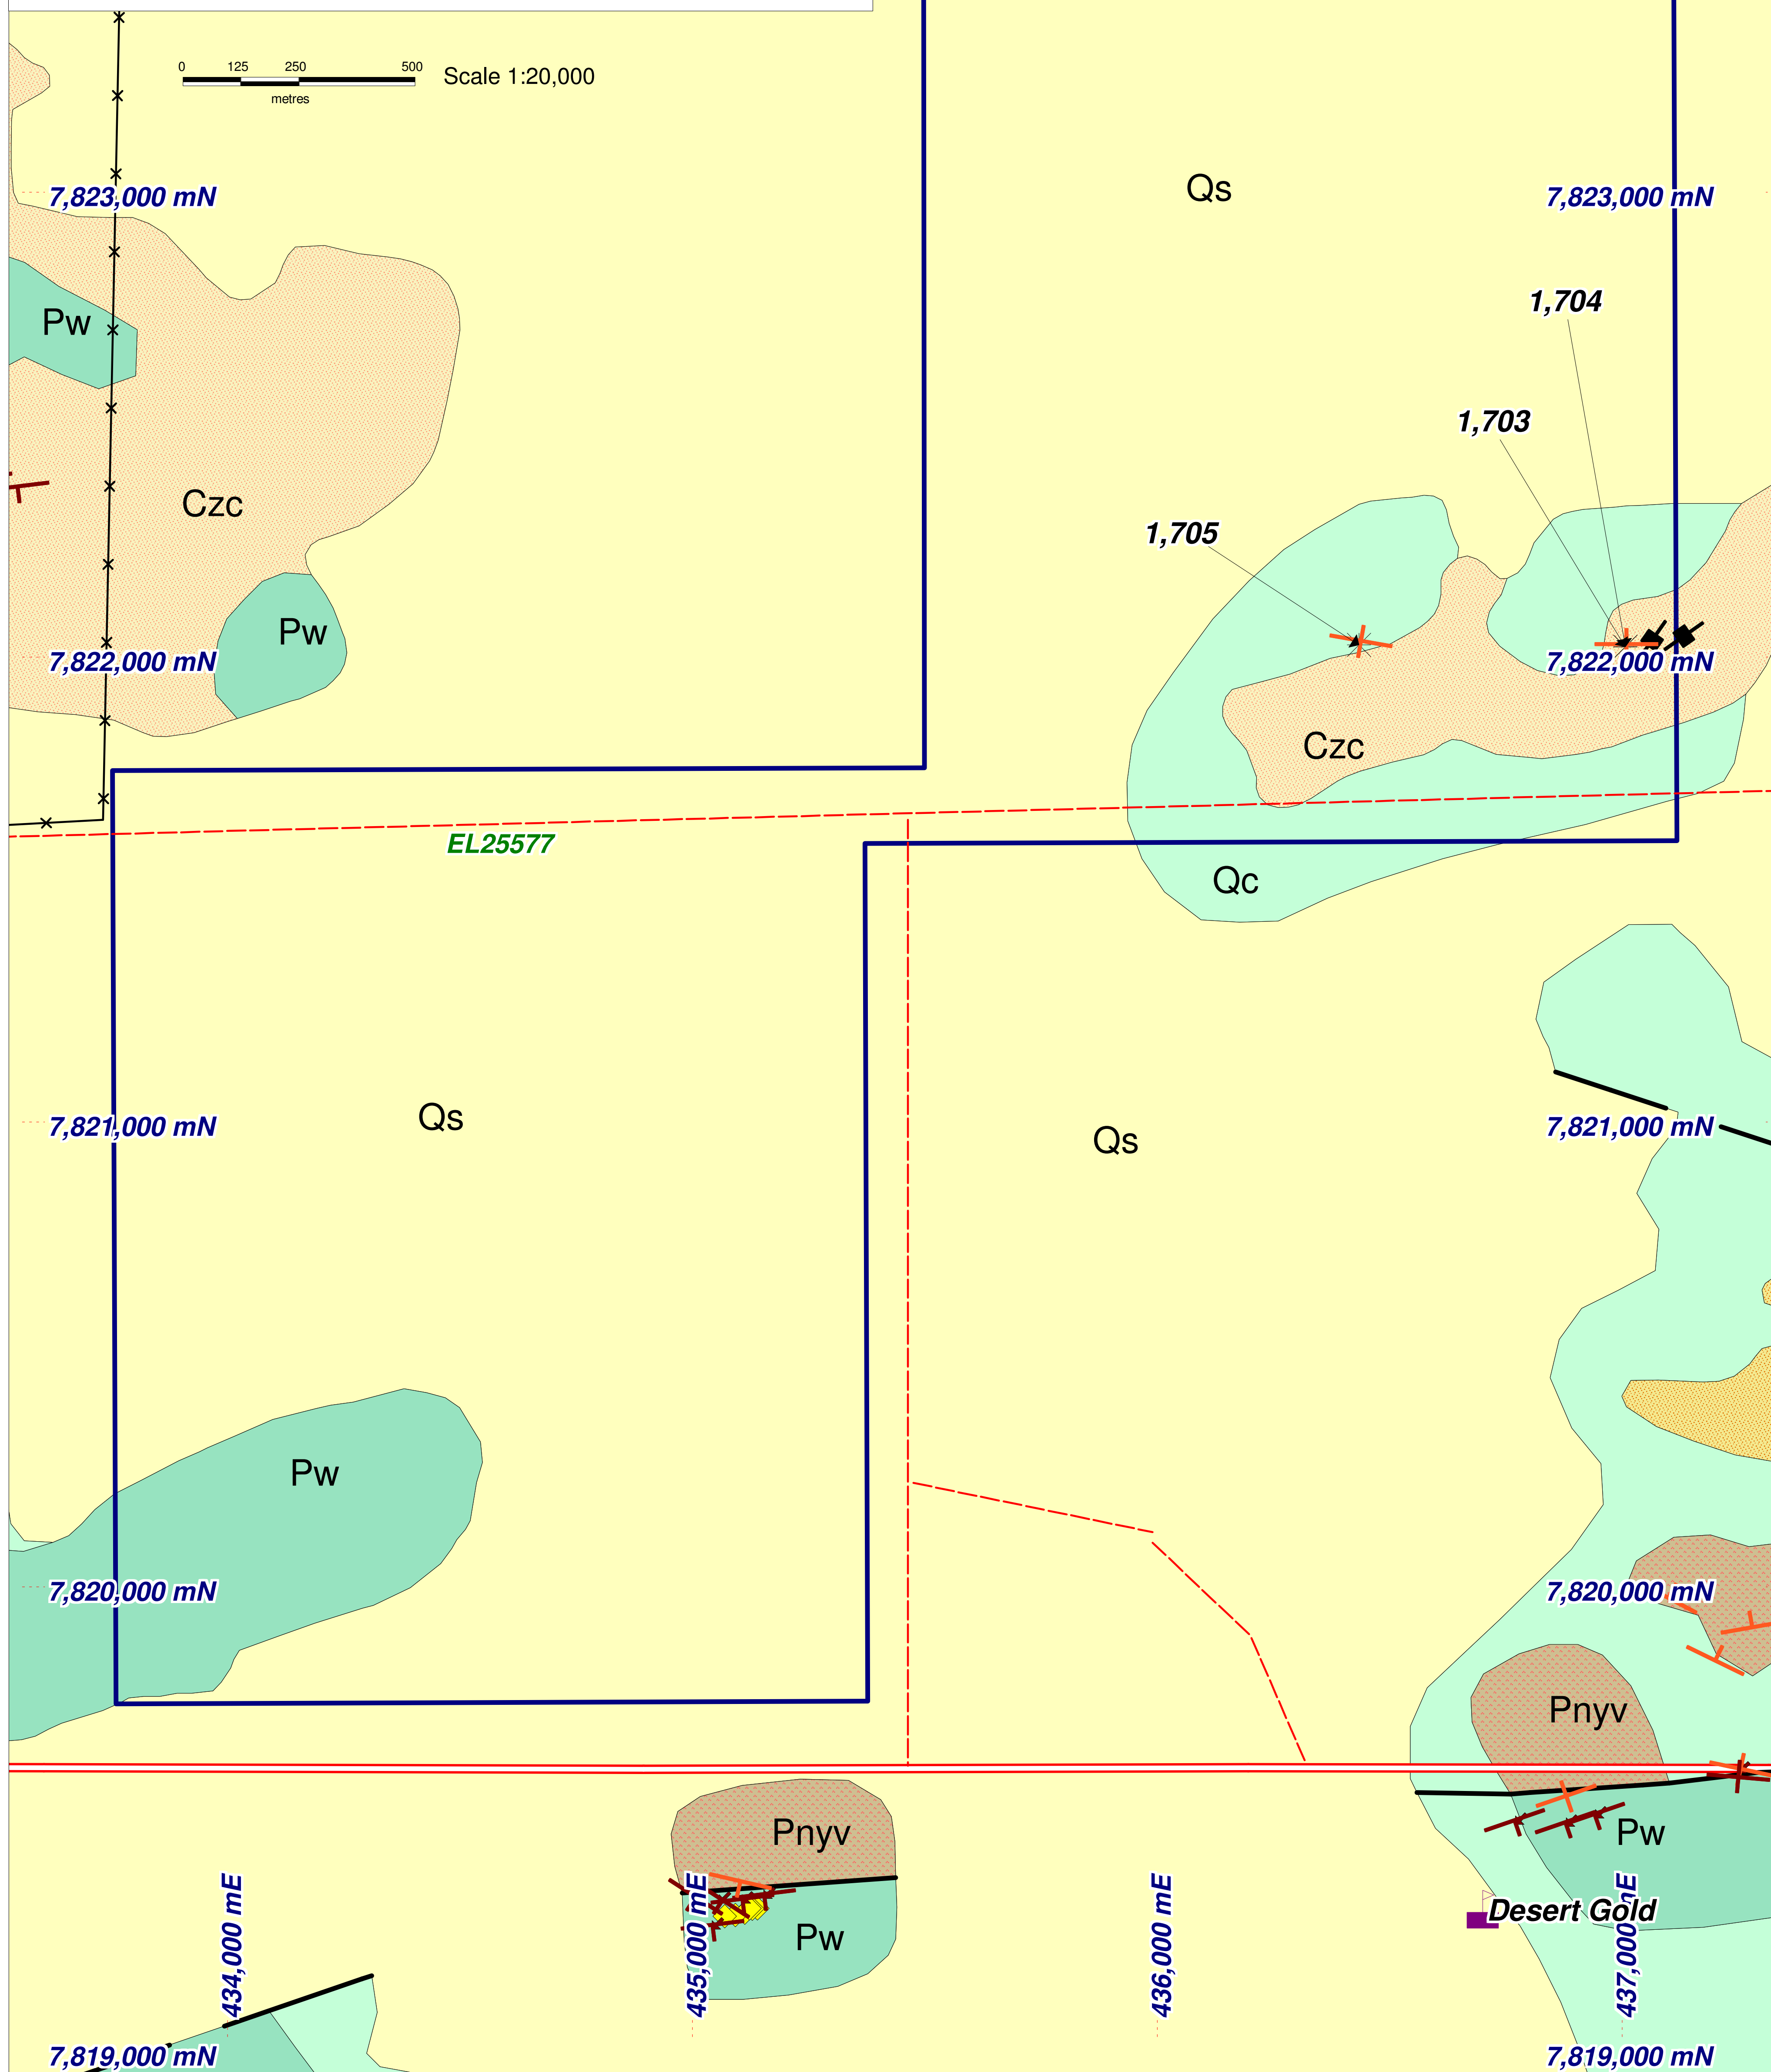 0 125 250 500
Scale 1:20,000
metres
Qs
7,823,000 mN
7,823,000 mN
1,704
Pw
1,703
Czc
1,705
Pw
7,822,000 mN
7,822,000 mN
Czc
EL25577
Qc
Qs
7,821,000 mN
7,821,000 mN
Qs
Pw
7,820,000 mN
7,820,000 mN
Pnyv
Pnyv
Pw
Desert Gold
Pw
434,000 mE
435,000 mE
436,000 mE
437,000 mE
7,819,000 mN
7,819,000 mN